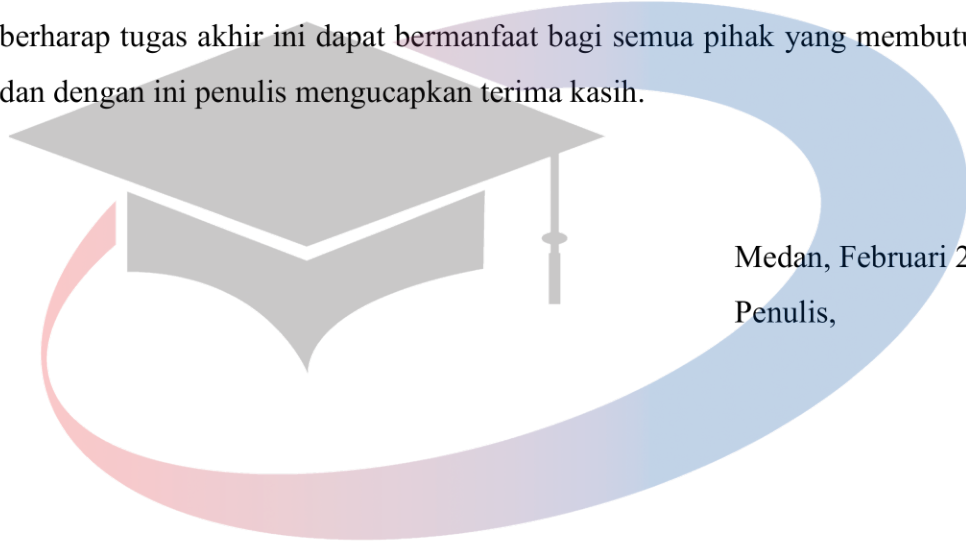 berharap tugas akhir ini dapat bermanfaat bagi semua pihak yang membutu
dan dengan ini penulis mengucapkan terima kasih.
Medan, Februari 2
Penulis,